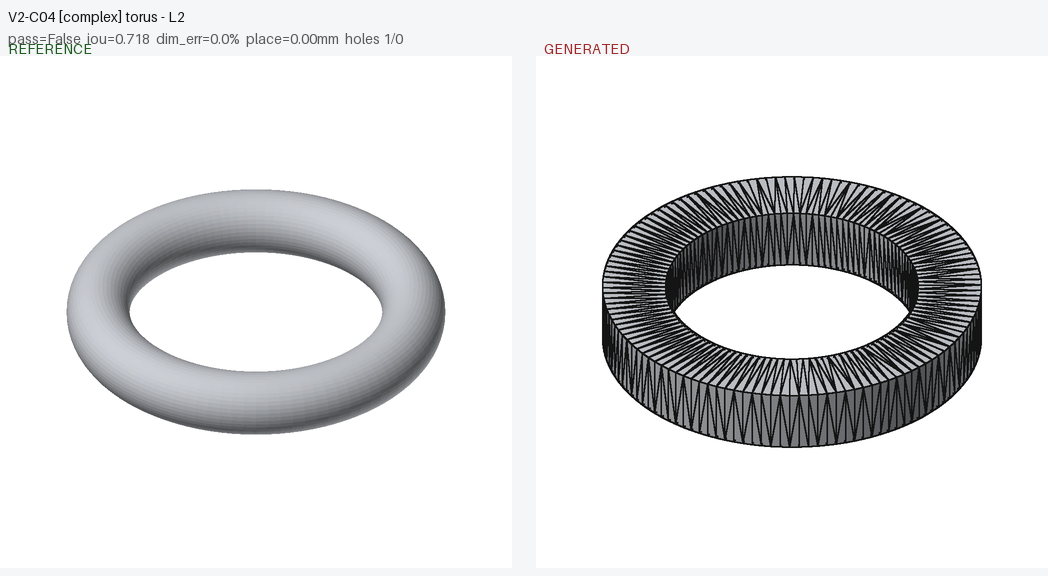 V2-C04 [complex] torus - L2
pass=False iou=0.718 dim_err=0.0% place=0.00mm holes 1/0
REFERENCE
GENERATED